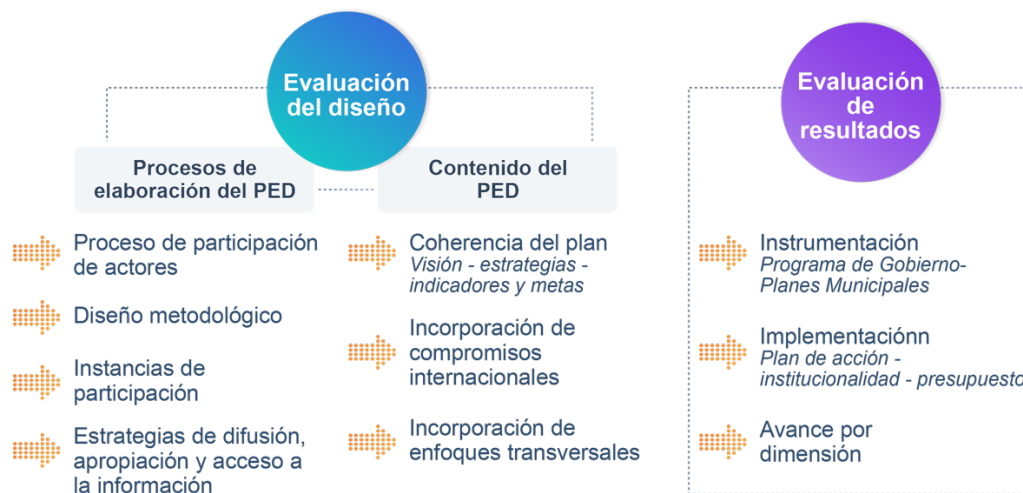 Evaluación
del diseño
Procesos de
elaboración del PED
Proceso de participación
de actores
Diseño metodológico
Instancias de
participación
Estrategias de difusión,
apropiación y acceso a
la información
Contenido del
PED
Coherencia del plan
Visión - estrategias -
indicadores y metas
Incorporación de
compromisos
internacionales
Incorporación de
enfoques transversales
Evaluación
de
resultados
Instrumentación
Programa de Gobierno-
Planes Municipales
Implementaciónn
Plan de acción -
institucionalidad - presupuesto
Avance por
dimensión